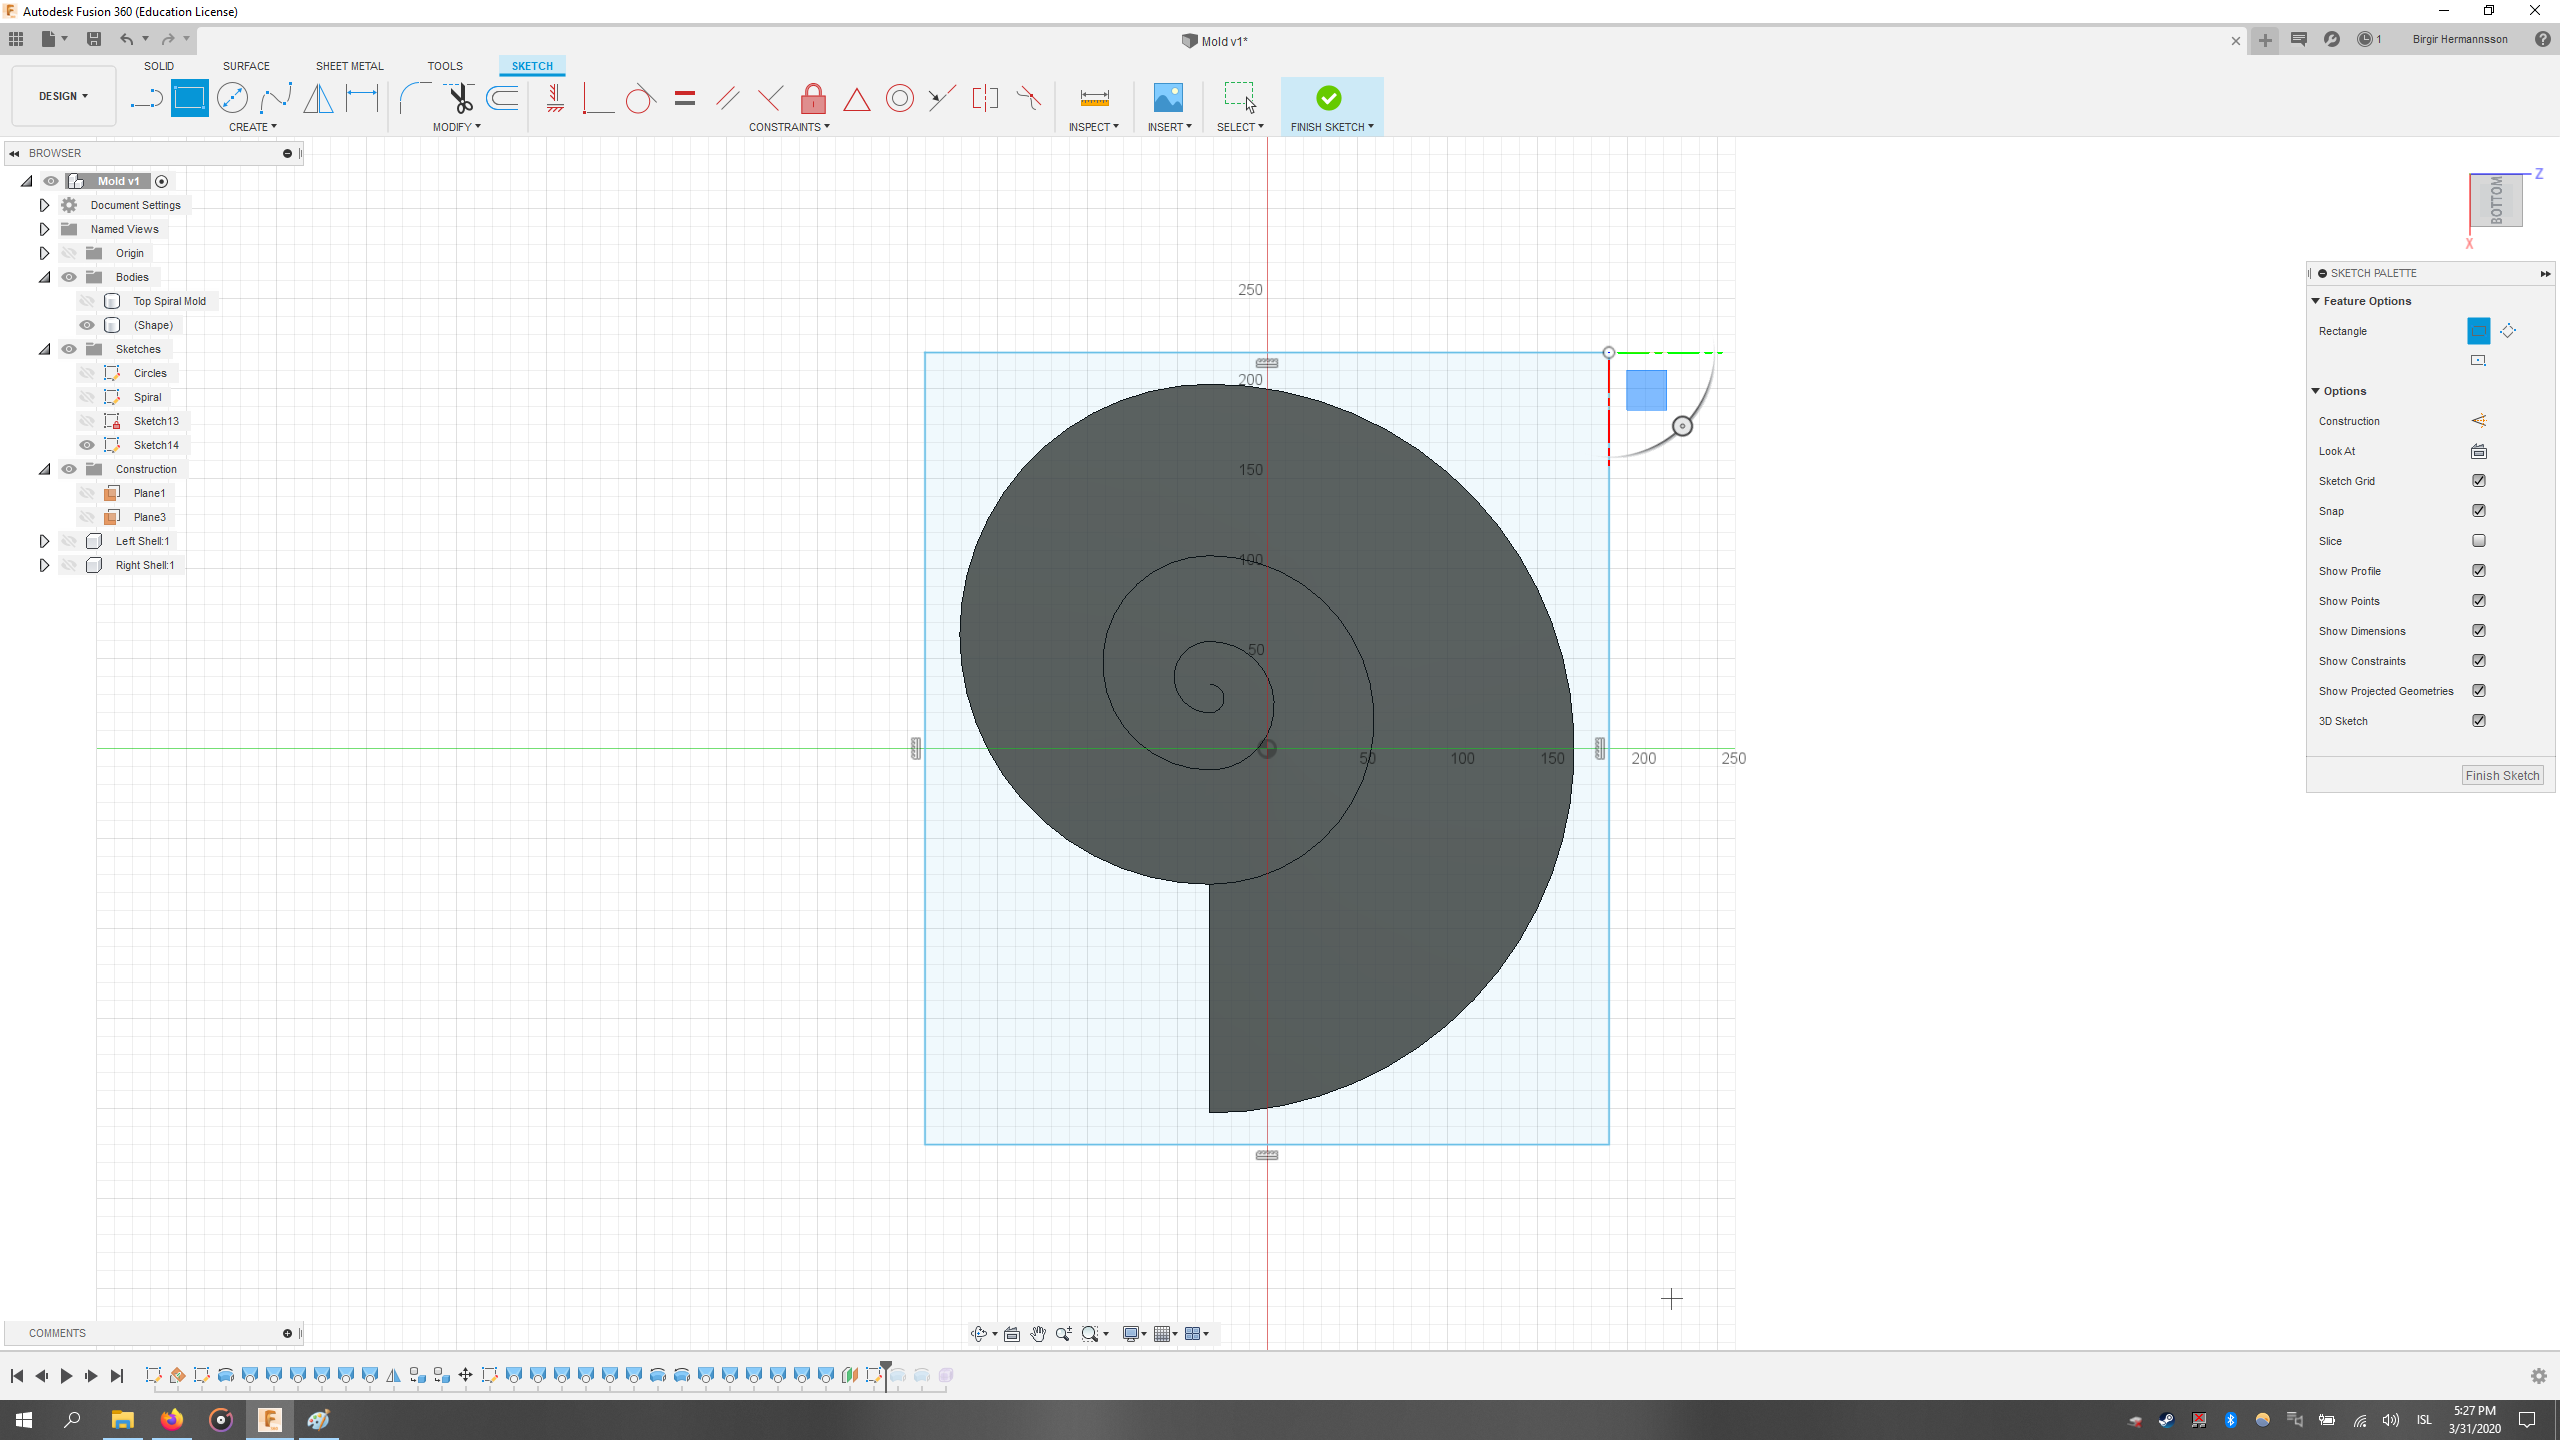 Autodesk Fusion 360 (Education License)
Mold v1*
1
Birgir Hermannsson
DESIGN
SOLID
SURFACE
SHEET METAL
TOOLS
SKETCH
CREATE
MODIFY
CONSTRAINTS
INSPECT
INSERT
SELECT
FINISH SKETCH
BROWSER
Mold v1
Document Settings
Named Views
Origin
Bodies
Top Spiral Mold
(Shape)
Sketches
Circles
Spiral
Sketch13
Sketch14
Construction
Plane1
Plane3
Left Shell:1
Right Shell:1
250
200
150
100
50
50
100
150
200
250
Z
BOTTOM
X
SKETCH PALETTE
Feature Options
Rectangle
Options
Construction
Look At
Sketch Grid
Snap
Slice
Show Profile
Show Points
Show Dimensions
Show Constraints
Show Projected Geometries
3D Sketch
Finish Sketch
COMMENTS
ISL
5:27 PM
3/31/2020